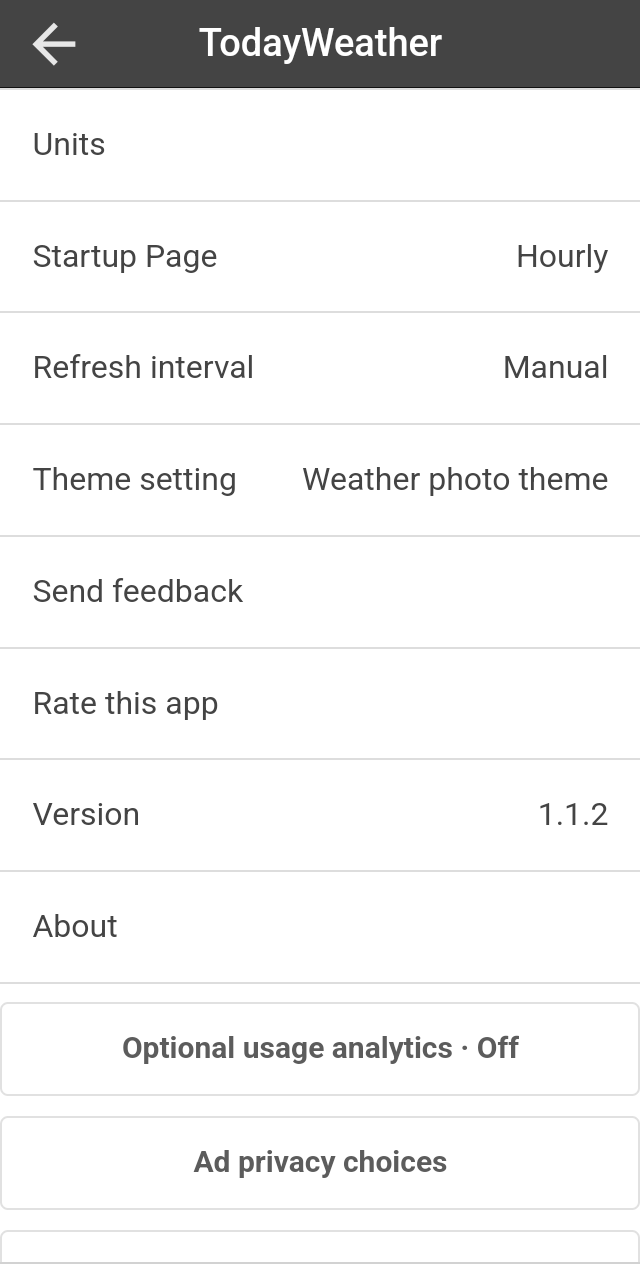 TodayWeather
Units
Startup Page Hourly
Refresh interval Manual
Theme setting Weather photo theme
Send feedback
Rate this app
Version 1.1.2
About
Optional usage analytics · Off
Ad privacy choices